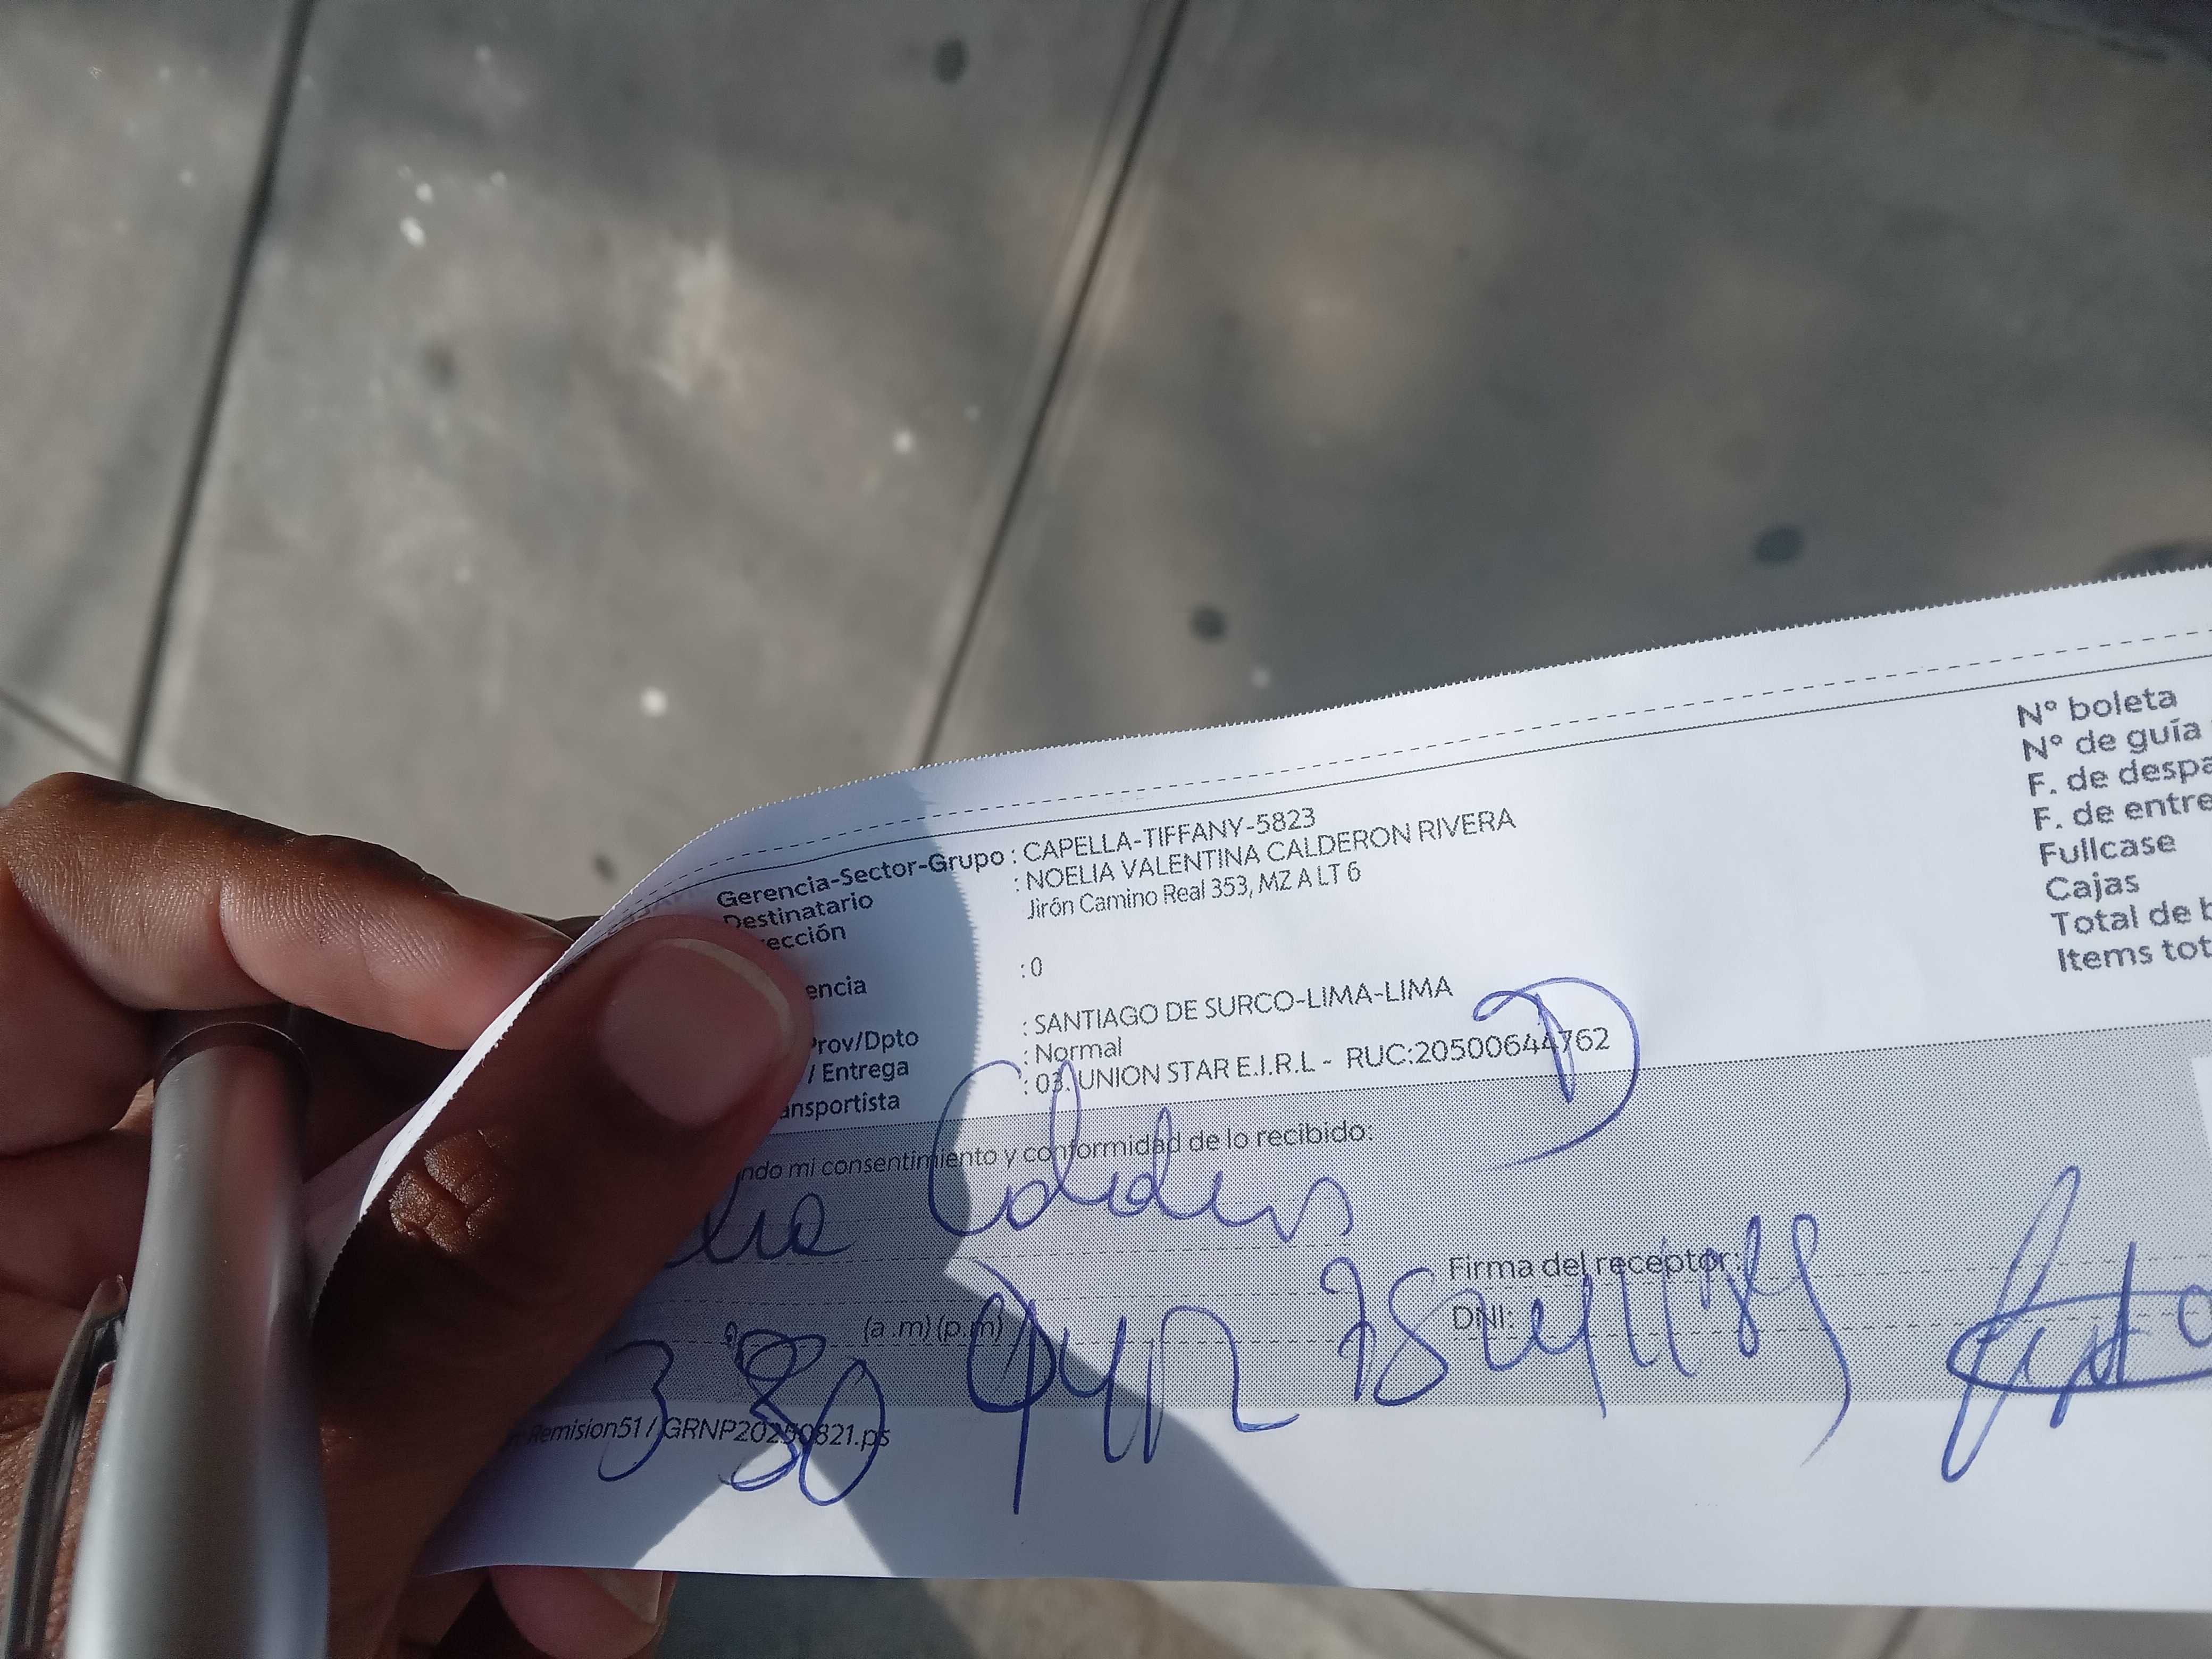 Gerencia-Sector-Grupo : CAPELLA-TIFFANY-5823
Destinatario : NOELIA VALENTINA CALDERON RIVERA
ección Jirón Camino Real 353, MZ A LT 6
encia : 0
Prov/Dpto : SANTIAGO DE SURCO-LIMA-LIMA
/ Entrega : Normal
ansportista : 03. UNION STAR E.I.R.L - RUC:20500644762
N° boleta
N° de guía
F. de despa
F. de entre
Fullcase
Cajas
Total de b
Items tot
D
ndo mi consentimiento y conformidad de lo recibido:
lia Calderon
Firma del receptor:
(a .m) (p.m) DNI:
3 30
Remision51 / GRNP20250821.ps